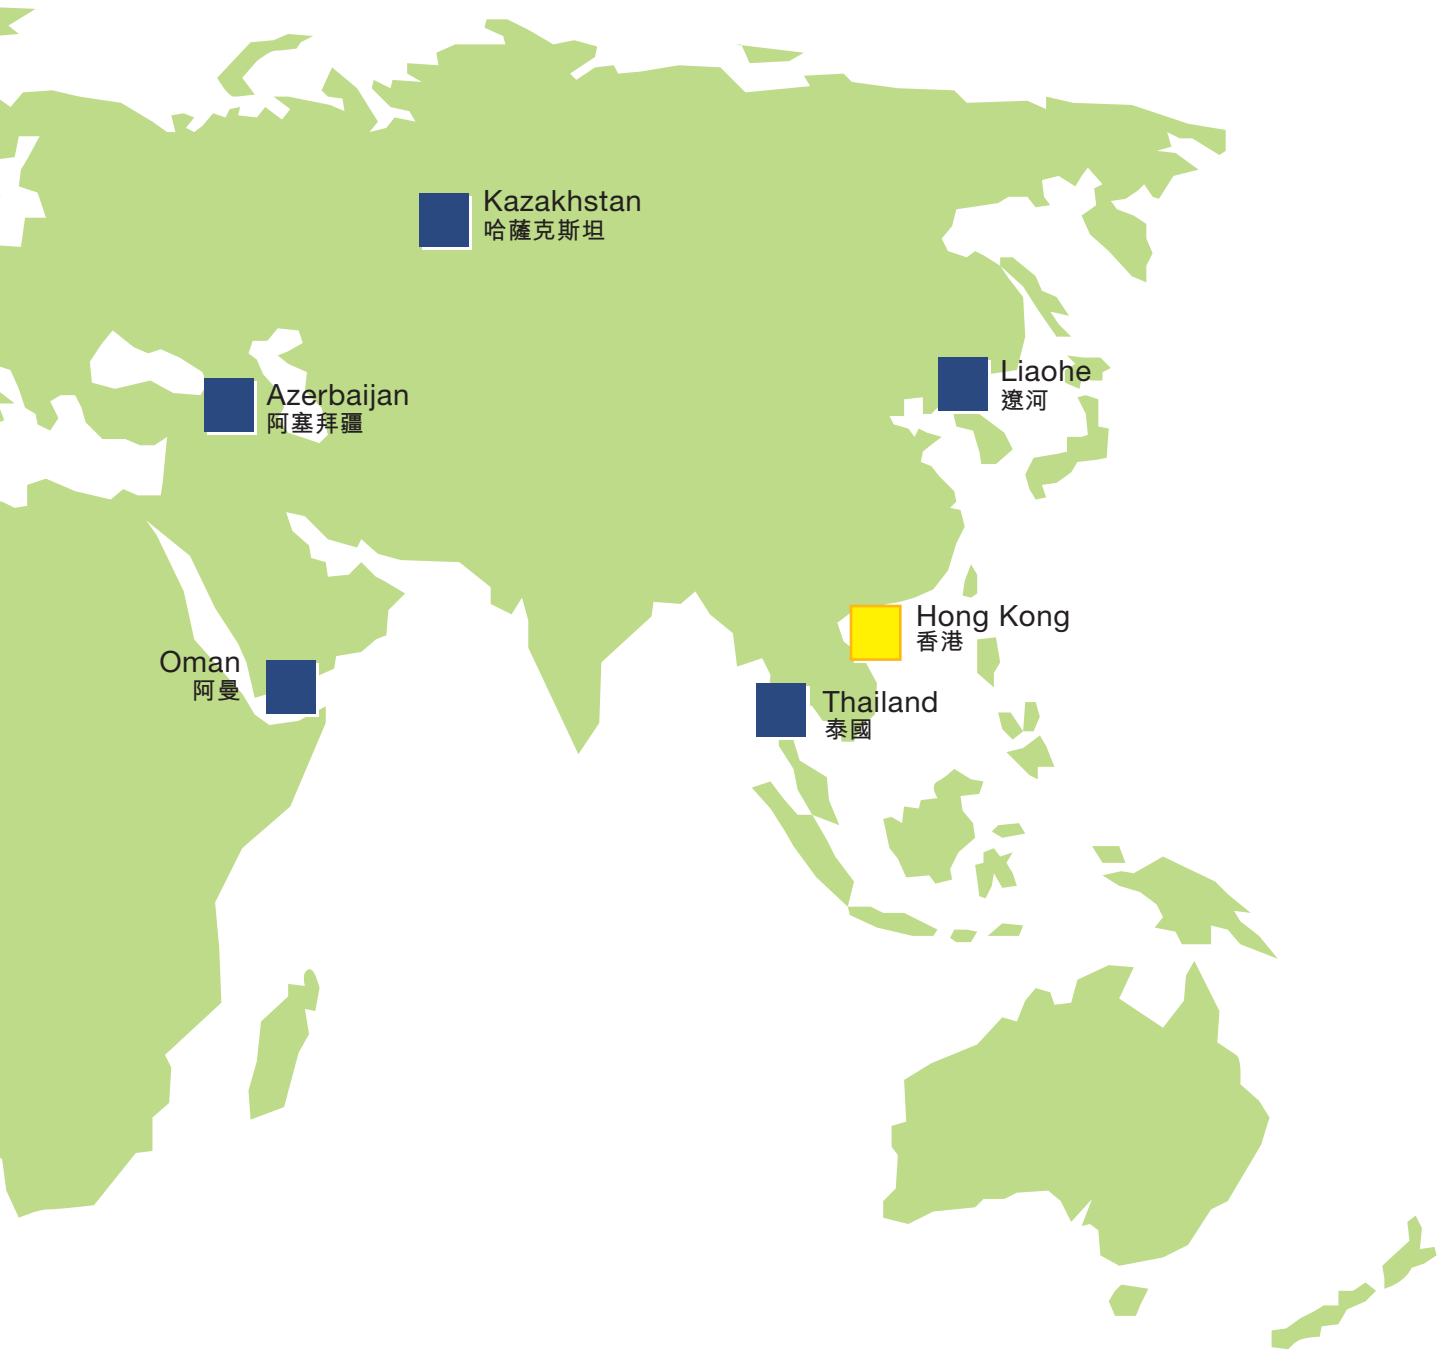 Kazakhstan
哈薩克斯坦
Liaohe
遼河
Azerbaijan
阿塞拜疆
Hong Kong
香港
Oman
阿曼
Thailand
泰國